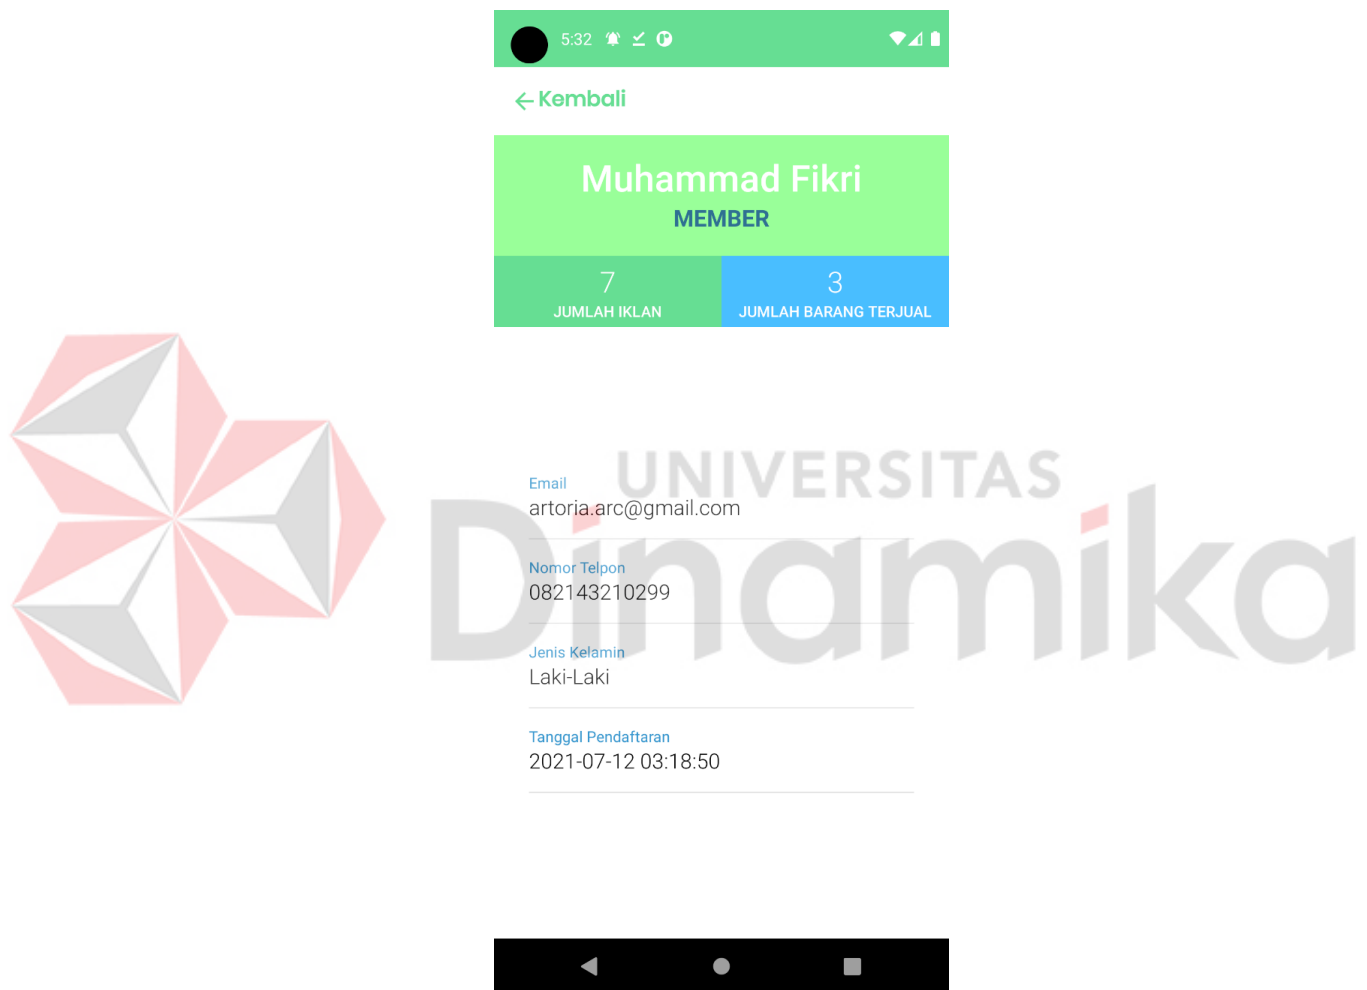 5:32
Kembali
Muhammad Fikri
MEMBER
7
JUMLAH IKLAN
3
JUMLAH BARANG TERJUAL
UNIVERSITAS
Dinamika
Email
artoria.arc@gmail.com
Nomor Telpon
082143210299
Jenis Kelamin
Laki-Laki
Tanggal Pendaftaran
2021-07-12 03:18:50